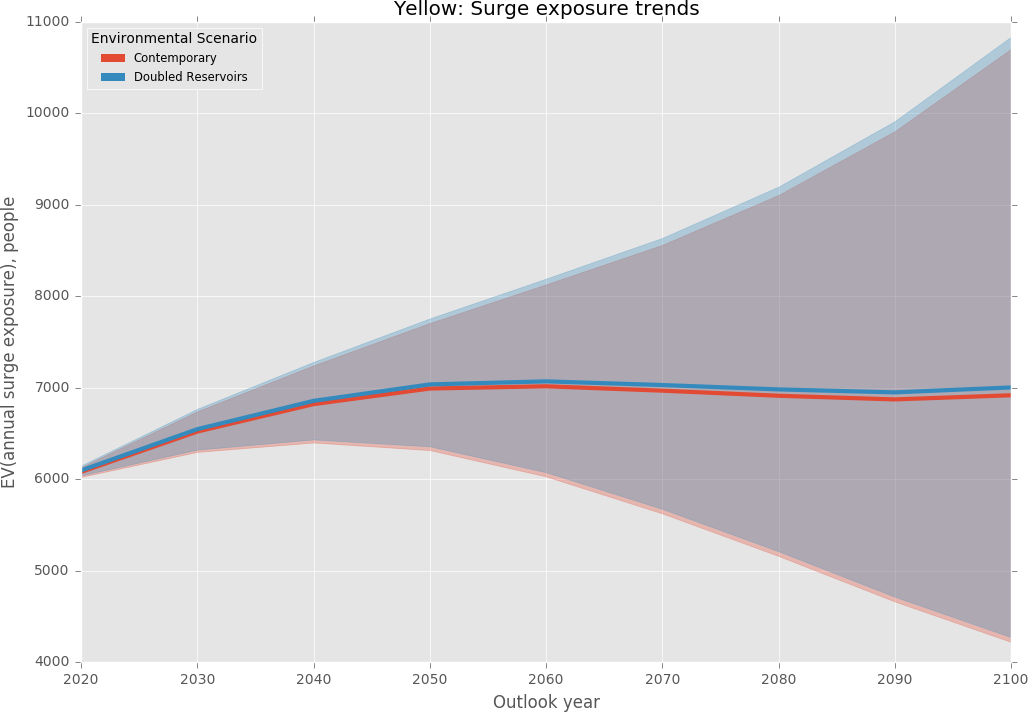 Yellow: Surge exposure trends
11000
10000
9000
8000
7000
6000
5000
4000
EV(annual surge exposure), people
Environmental Scenario
Contemporary
Doubled Reservoirs
2020 2030 2040 2050 2060 2070 2080 2090 2100
Outlook year